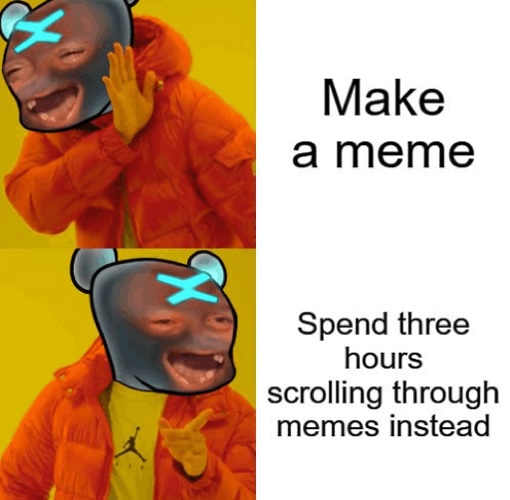 Make
a meme
Spend three
hours
scrolling through
memes instead